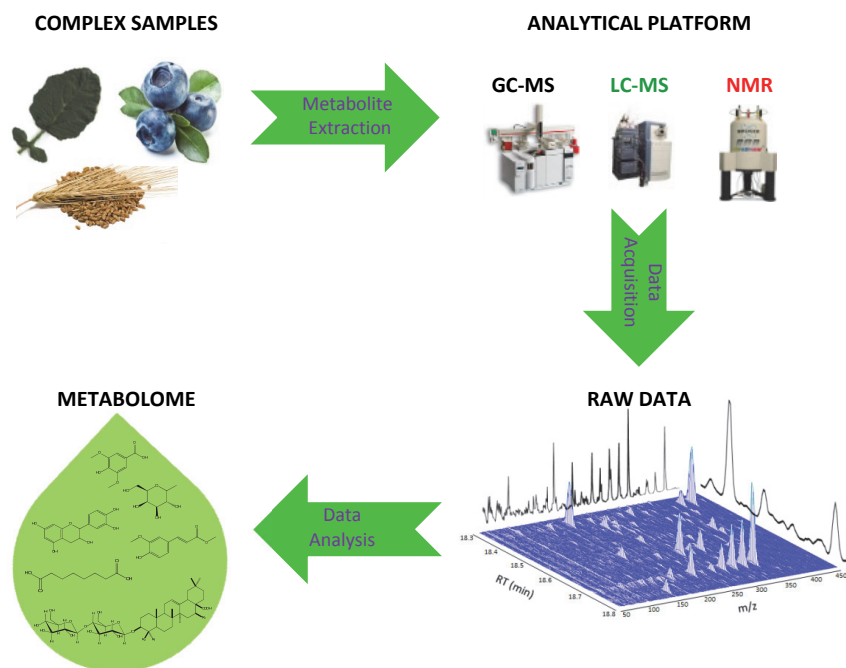 COMPLEX SAMPLES
ANALYTICAL PLATFORM
Metabolite
Extraction
GC-MS
LC-MS
NMR
Data
Acquisition
METABOLOME
RAW DATA
Data
Analysis
18.3
18.4
18.5
18.6
18.7
18.8
RT (min)
50
100
150
200
250
300
350
400
450
m/z